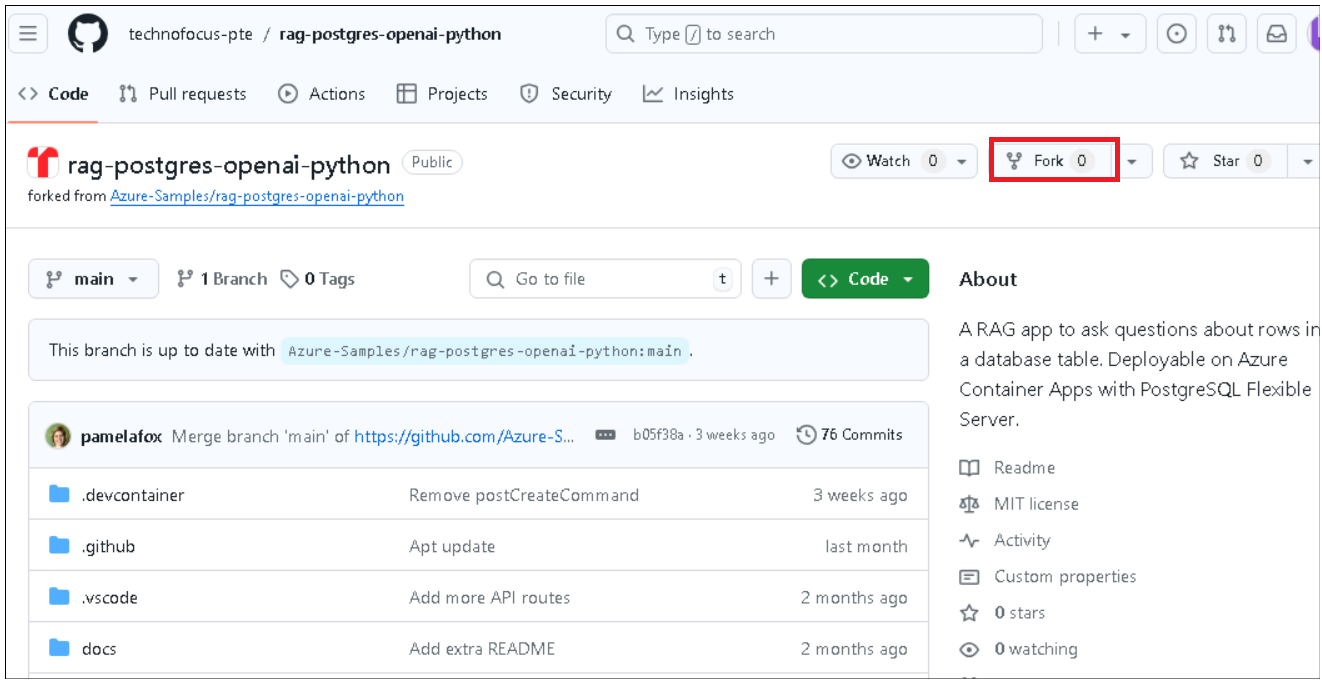 technofocus-pte / rag-postgres-openai-python
Type / to search
Code Pull requests Actions Projects Security Insights
rag-postgres-openai-python Public
Watch 0 Fork 0 Star 0
forked from Azure-Samples/rag-postgres-openai-python
main 1 Branch 0 Tags Go to file t + Code
About
This branch is up to date with Azure-Samples/rag-postgres-openai-python:main .
A RAG app to ask questions about rows in
a database table. Deployable on Azure
Container Apps with PostgreSQL Flexible
Server.
pamelafox Merge branch 'main' of https://github.com/Azure-S... b05f38a · 3 weeks ago 76 Commits
.devcontainer Remove postCreateCommand 3 weeks ago
.github Apt update last month
.vscode Add more API routes 2 months ago
docs Add extra README 2 months ago
Readme
MIT license
Activity
Custom properties
0 stars
0 watching